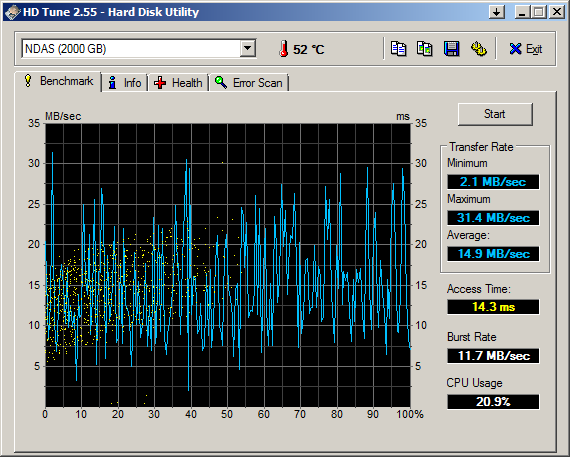 HD Tune 2.55 - Hard Disk Utility
NDAS (2000 GB)
52 °C
Exit
Benchmark
Info
Health
Error Scan
MB/sec
ms
35
30
25
20
15
10
5
35
30
25
20
15
10
5
0
10
20
30
40
50
60
70
80
90
100%
Start
Transfer Rate
Minimum
2.1 MB/sec
Maximum
31.4 MB/sec
Average:
14.9 MB/sec
Access Time:
14.3 ms
Burst Rate
11.7 MB/sec
CPU Usage
20.9%